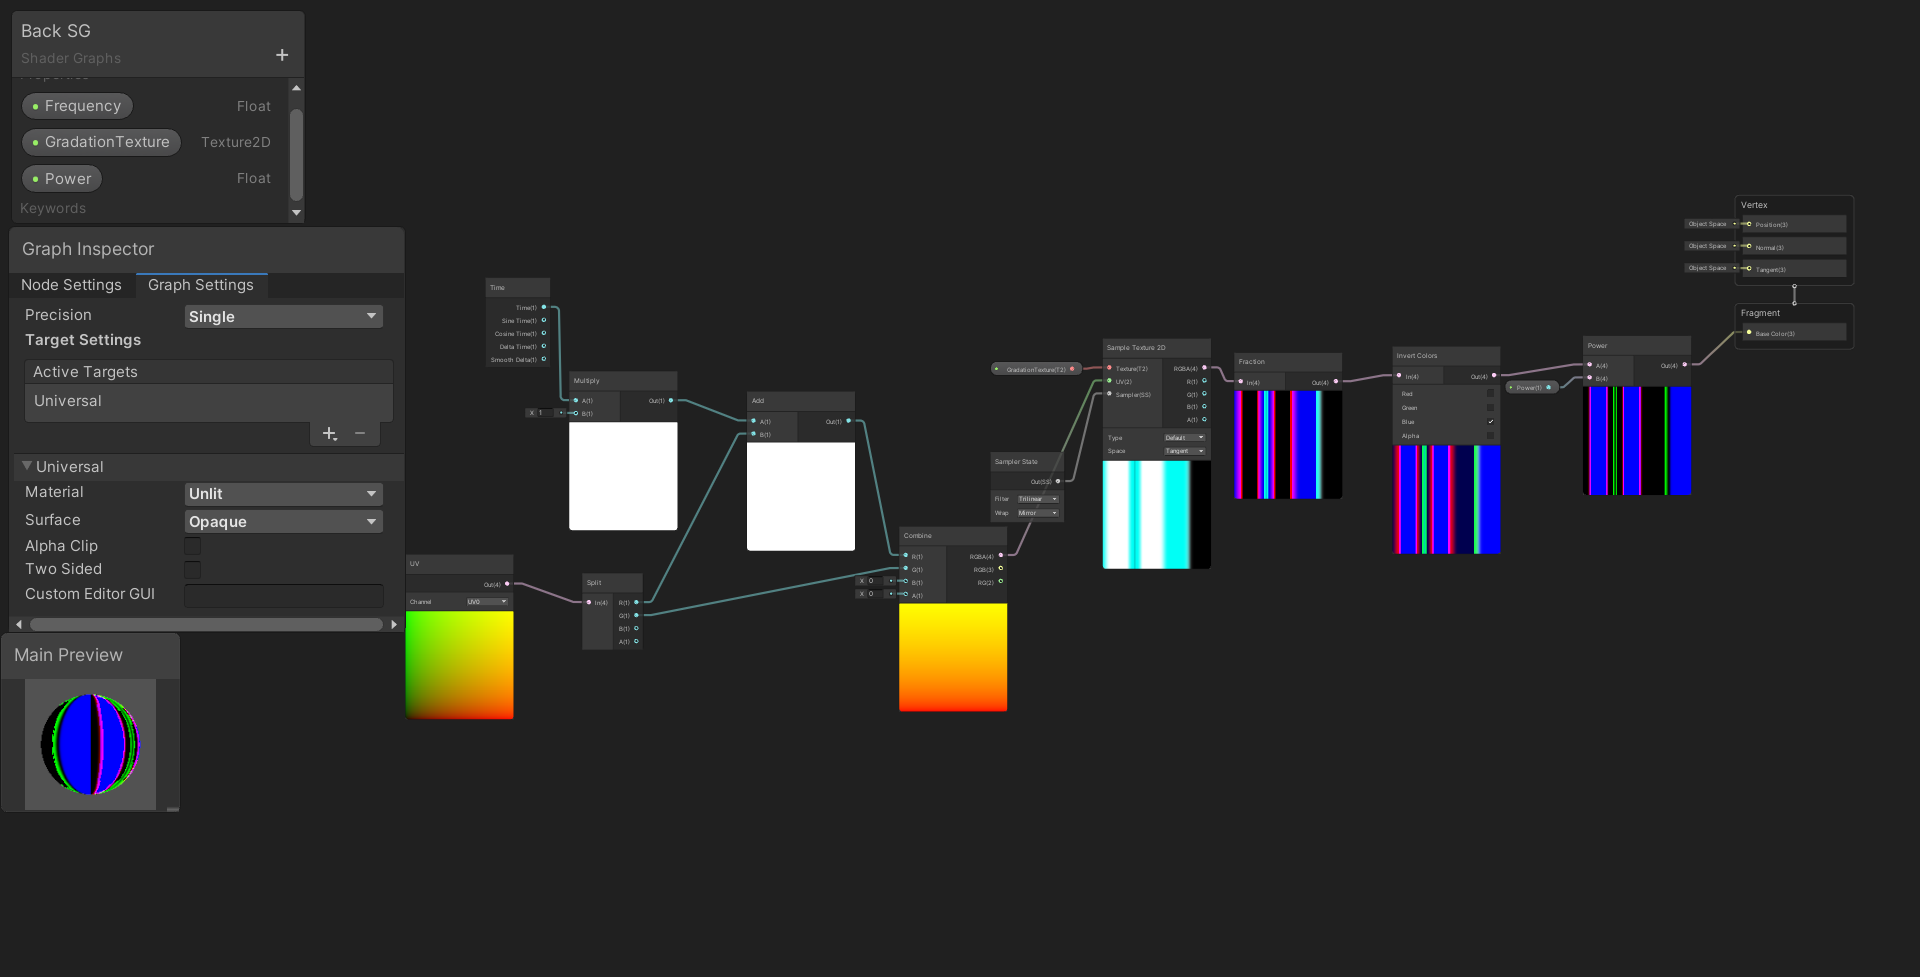 Back SG
Shader Graphs
Properties
Frequency Float
GradationTexture Texture2D
Power Float
Keywords
Graph Inspector
Node Settings Graph Settings
Precision Single
Target Settings
Active Targets
Universal
Universal
Material Unlit
Surface Opaque
Alpha Clip
Two Sided
Custom Editor GUI
Main Preview
Time
Time(1)
Sine Time(1)
Cosine Time(1)
Delta Time(1)
Smooth Delta(1)
Multiply
A(1) Out(1)
X 1 B(1)
Add
A(1) Out(1)
B(1)
UV
Out(4)
Channel UV0
Split
In(4) R(1)
G(1)
B(1)
A(1)
Combine
R(1) RGBA(4)
G(1) RGB(3)
X 0 B(1) RG(2)
X 0 A(1)
Sampler State
Out(SS)
Filter Trilinear
Wrap Mirror
GradationTexture(T2)
Sample Texture 2D
Texture(T2) RGBA(4)
UV(2) R(1)
Sampler(SS) G(1)
B(1)
A(1)
Type Default
Space Tangent
Fraction
In(4) Out(4)
Invert Colors
In(4) Out(4)
Red
Green
Blue
Alpha
Power(1)
Power
A(4) Out(4)
B(4)
Vertex
Object Space Position(3)
Object Space Normal(3)
Object Space Tangent(3)
Fragment
Base Color(3)